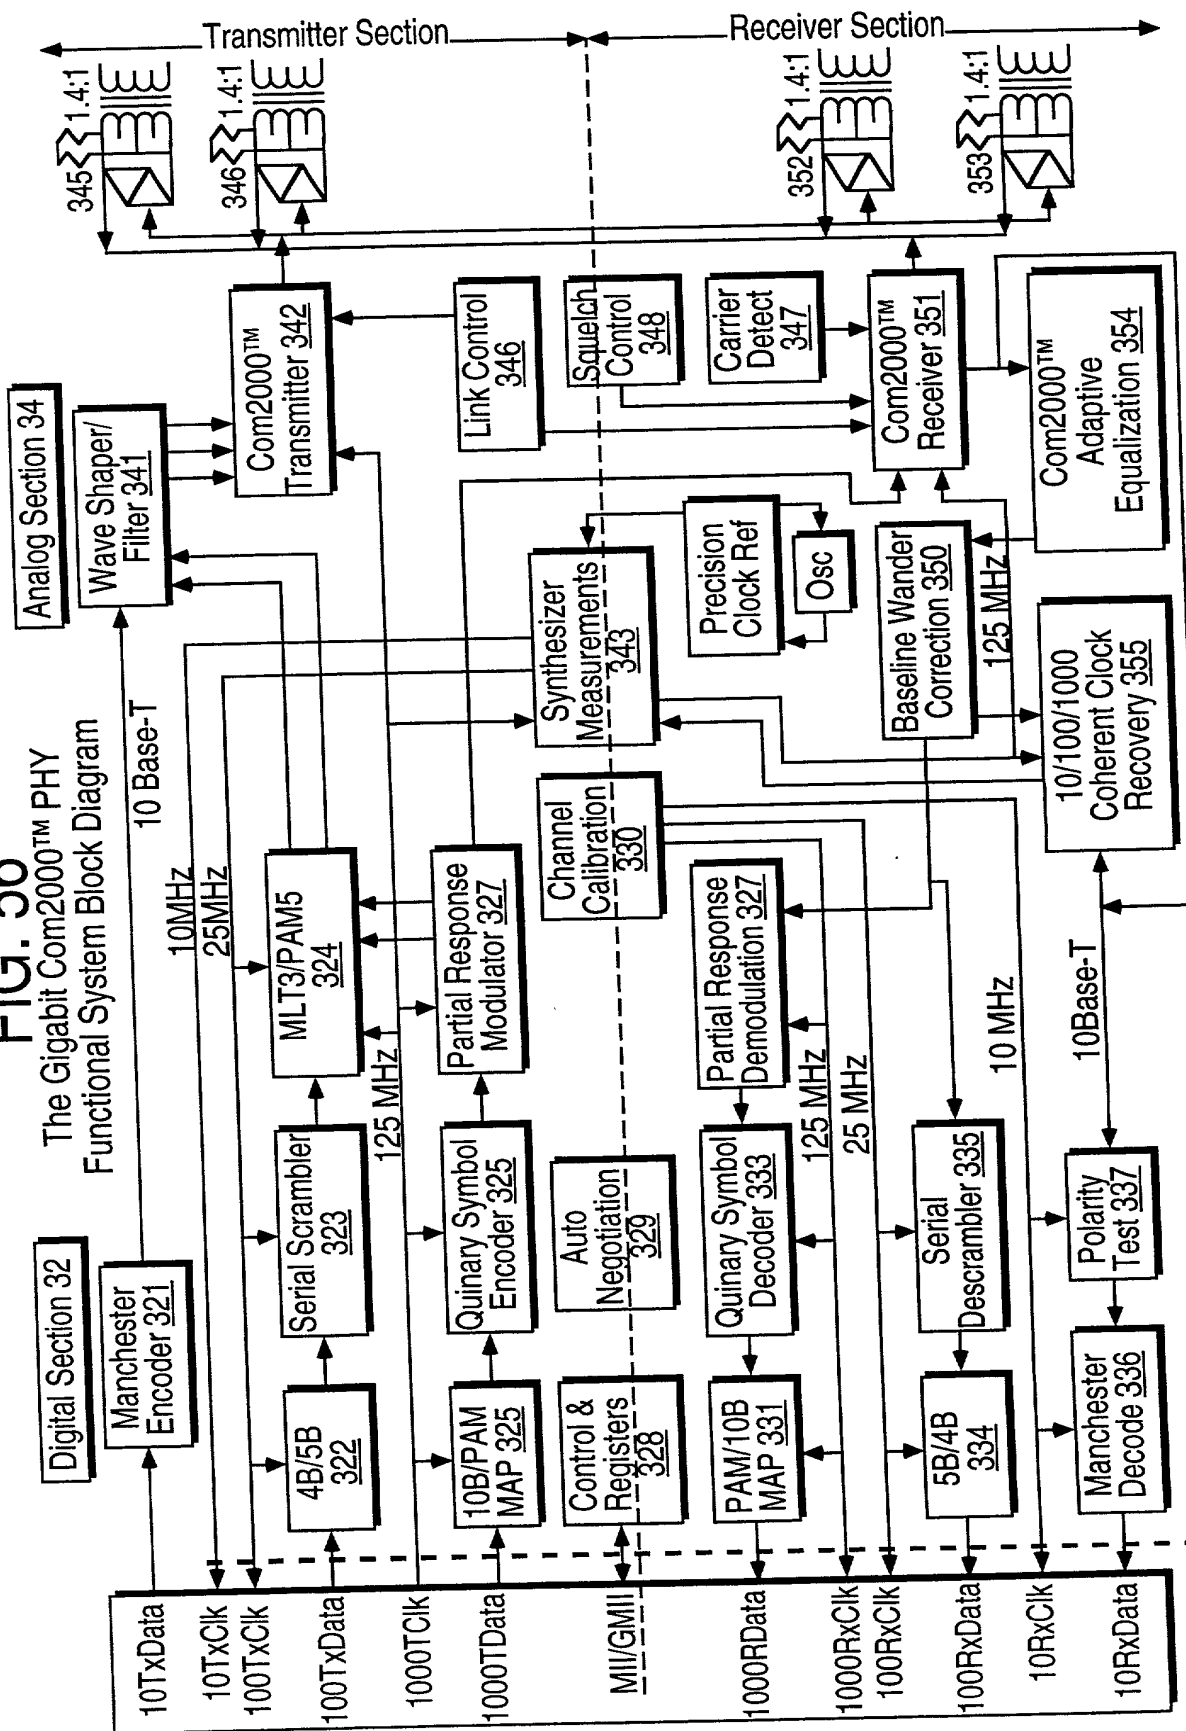 FIG. 38
The Gigabit Com2000™ PHY
Functional System Block Diagram
Digital Section 32
Analog Section 34
Transmitter Section
Receiver Section
10TxData
10TxClk
100TxClk
100TxData
1000TClk
1000TData
MII/GMII
1000RData
1000RxClk
100RxClk
100RxData
10RxClk
10RxData
Manchester
Encoder 321
10 Base-T
Wave Shaper/
Filter 341
10MHz
25MHz
4B/5B
322
Serial Scrambler
323
MLT3/PAM5
324
Com2000™
Transmitter 342
125 MHz
10B/PAM
MAP 325
Quinary Symbol
Encoder 325
Partial Response
Modulator 327
Link Control
346
Control &
Registers
328
Auto
Negotiation
329
Channel
Calibration
330
Synthesizer
Measurements
343
Squelch
Control
348
Precision
Clock Ref
Osc
Carrier
Detect
347
PAM/10B
MAP 331
Quinary Symbol
Decoder 333
Partial Response
Demodulation 327
125 MHz
25 MHz
Baseline Wander
Correction 350
Com2000™
Receiver 351
5B/4B
334
Serial
Descrambler 335
10 MHz
125 MHz
Manchester
Decode 336
Polarity
Test 337
10Base-T
10/100/1000
Coherent Clock
Recovery 355
Com2000™
Adaptive
Equalization 354
345
1.4:1
346
1.4:1
352
1.4:1
353
1.4:1